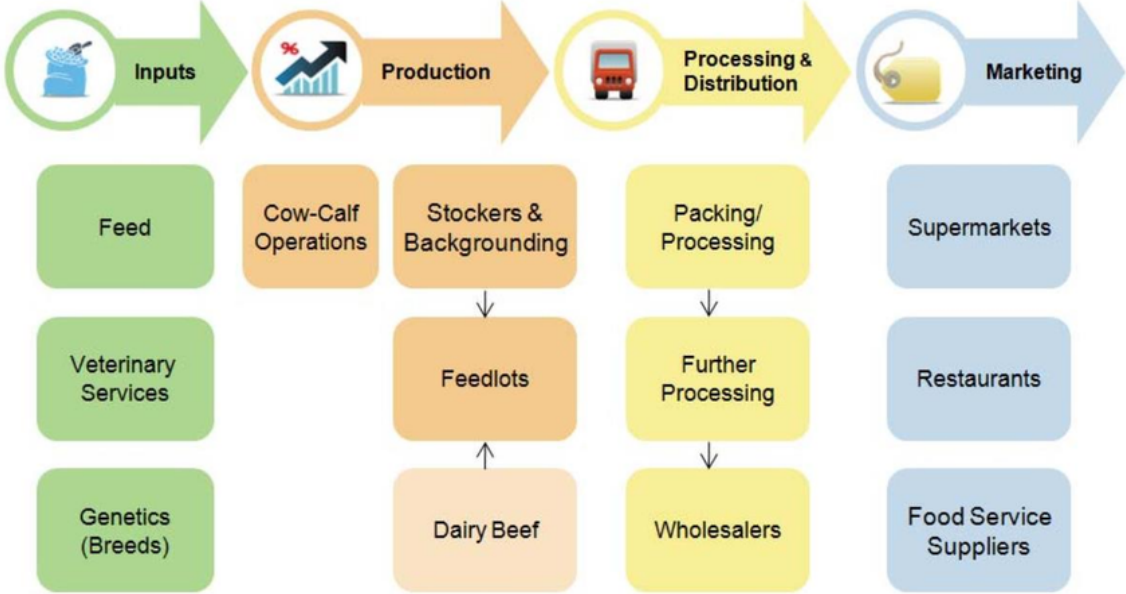 Inputs
%
Production
Processing &
Distribution
Marketing
Feed
Cow-Calf
Operations
Stockers &
Backgrounding
Packing/
Processing
Supermarkets
Veterinary
Services
Feedlots
Further
Processing
Restaurants
Genetics
(Breeds)
Dairy Beef
Wholesalers
Food Service
Suppliers